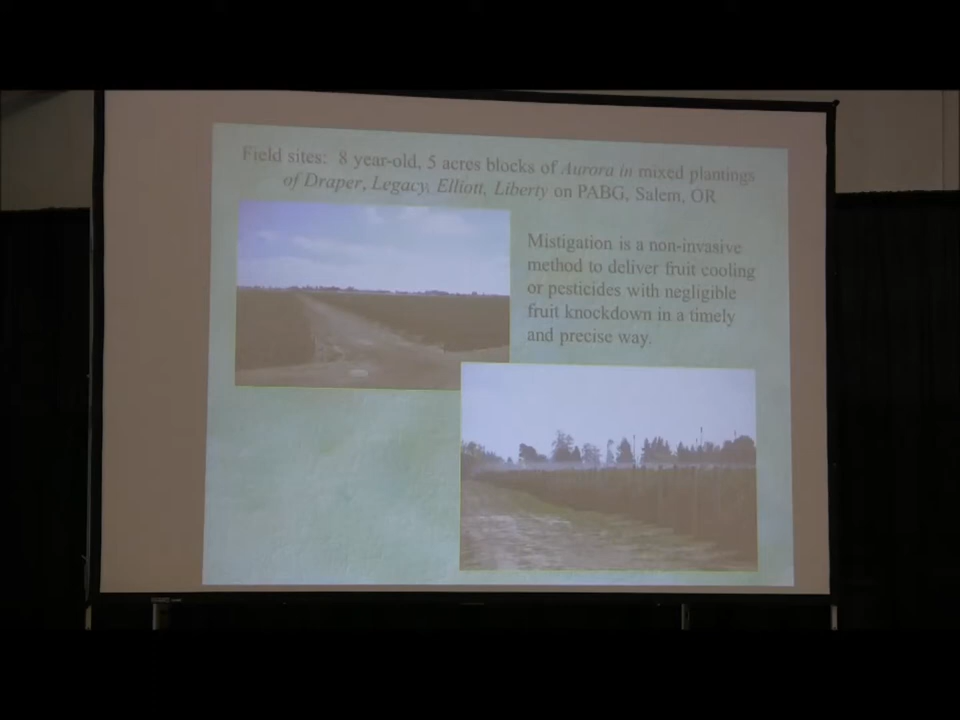 Field sites: 8 year-old, 5 acres blocks of Aurora in mixed plantings
of Draper, Legacy, Elliott, Liberty on PABG, Salem, OR
Mistigation is a non-invasive
method to deliver fruit cooling
or pesticides with negligible
fruit knockdown in a timely
and precise way.